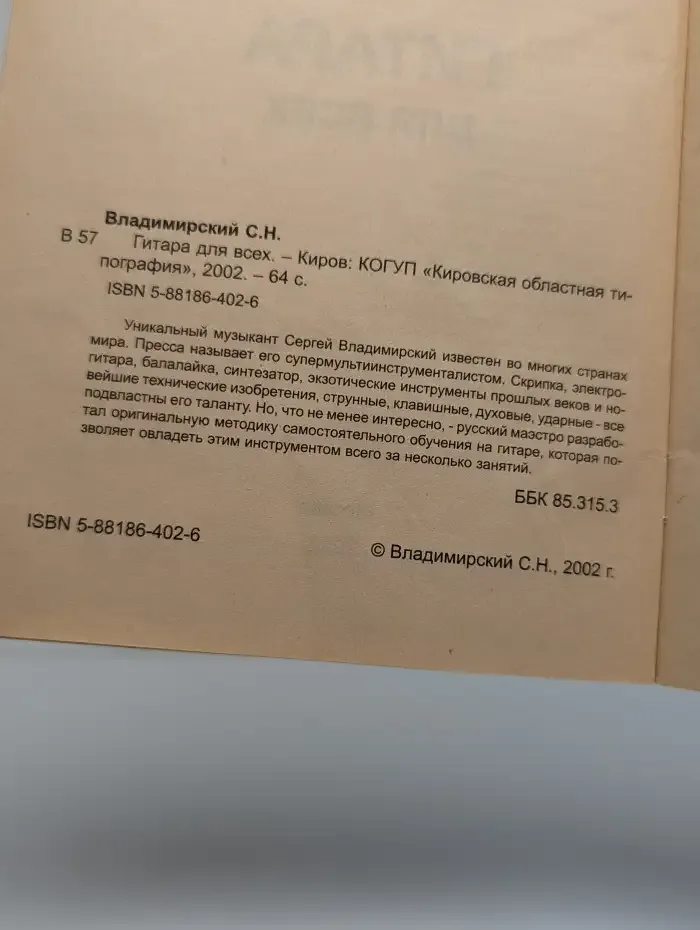 Владимирский С.Н.
В 57 Гитара для всех. – Киров: КОГУП «Кировская областная ти-
пография», 2002. – 64 с.
ISBN 5-88186-402-6
Уникальный музыкант Сергей Владимирский известен во многих странах
мира. Пресса называет его супермультиинструменталистом. Скрипка, электро-
гитара, балалайка, синтезатор, экзотические инструменты прошлых веков и но-
вейшие технические изобретения, струнные, клавишные, духовые, ударные - все
подвластны его таланту. Но, что не менее интересно, - русский маэстро разрабо-
тал оригинальную методику самостоятельного обучения на гитаре, которая по-
зволяет овладеть этим инструментом всего за несколько занятий.
ББК 85.315.3
ISBN 5-88186-402-6
© Владимирский С.Н., 2002 г.